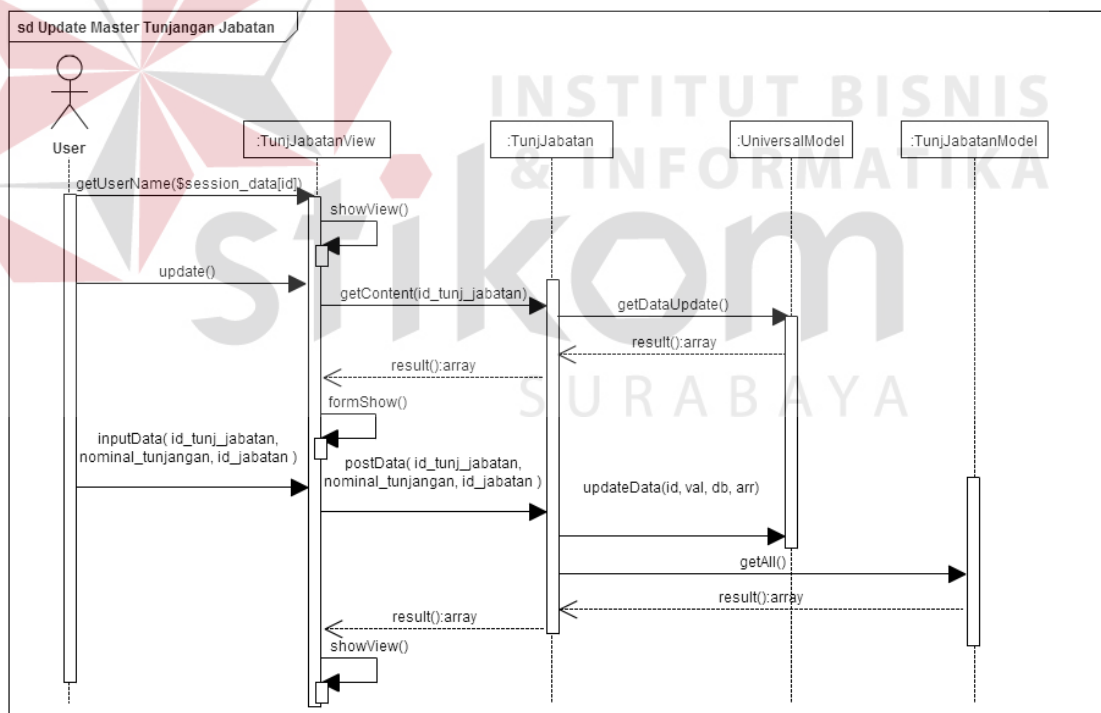 sd Update Master Tunjangan Jabatan
INSTITUT BISNIS
& INFORMATIKA
stikom
SURABAYA
User
:TunjJabatanView
:TunjJabatan
:UniversalModel
:TunjJabatanModel
getUserName($session_data[id])
showView()
update()
getContent(id_tunj_jabatan)
getDataUpdate()
result():array
result():array
formShow()
inputData( id_tunj_jabatan,
nominal_tunjangan, id_jabatan )
postData( id_tunj_jabatan,
nominal_tunjangan, id_jabatan )
updateData(id, val, db, arr)
getAll()
result():array
result():array
showView()